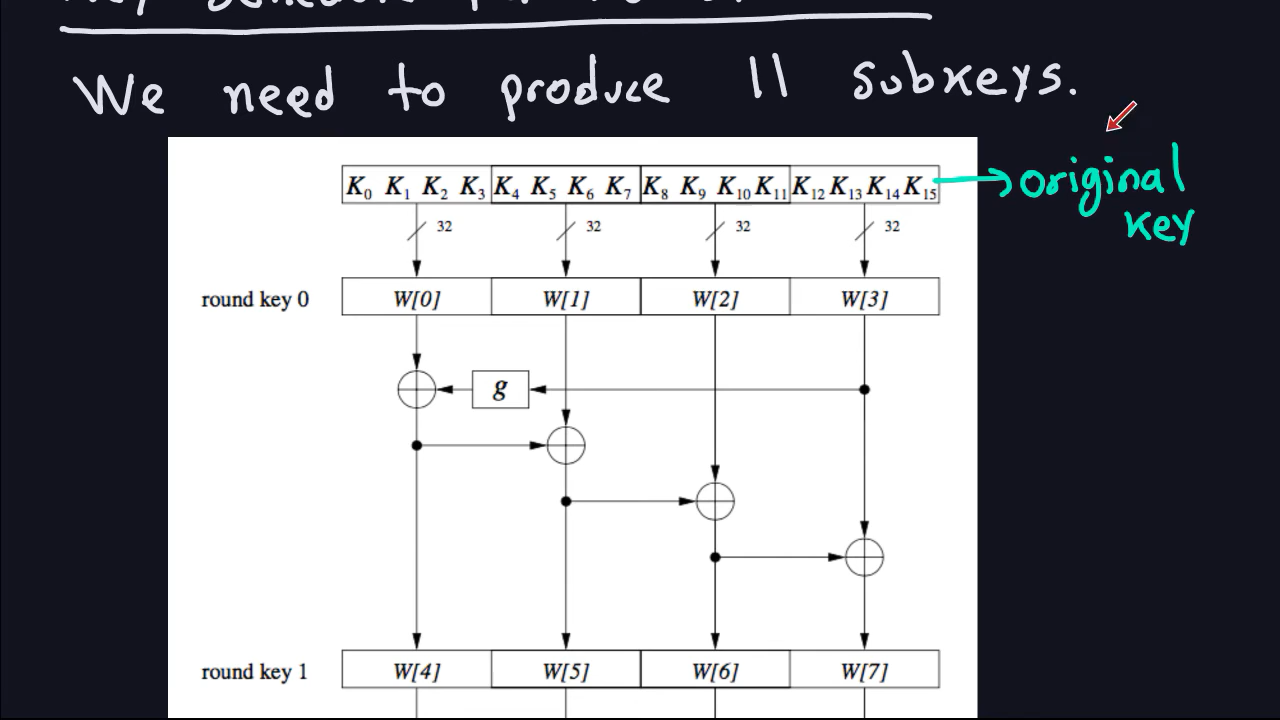 We need to produce 11 subkeys.
K₀ K₁ K₂ K₃ K₄ K₅ K₆ K₇ K₈ K₉ K₁₀ K₁₁ K₁₂ K₁₃ K₁₄ K₁₅
original
key
32 32 32 32
round key 0 W[0] W[1] W[2] W[3]
g
round key 1 W[4] W[5] W[6] W[7]